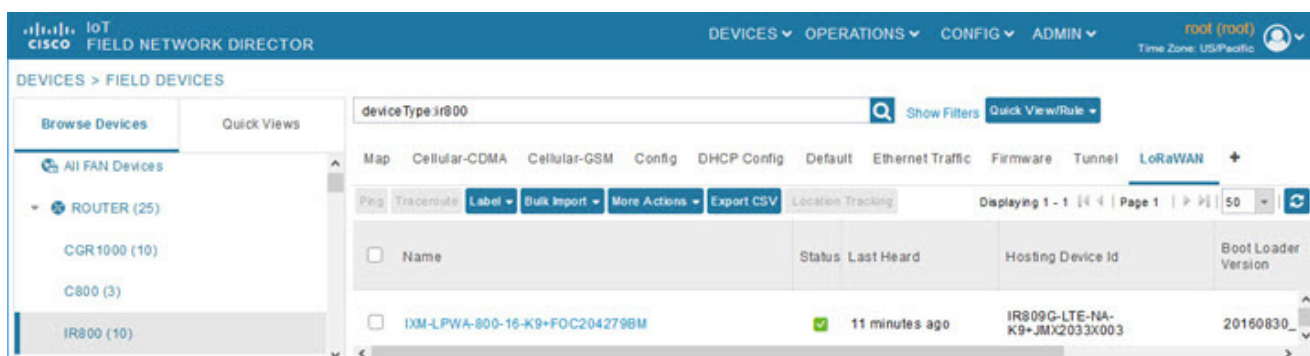 IoT
CISCO FIELD NETWORK DIRECTOR
DEVICES OPERATIONS CONFIG ADMIN
root (root)
Time Zone: US/Pacific
DEVICES > FIELD DEVICES
Browse Devices Quick Views
All FAN Devices
ROUTER (25)
CGR1000 (10)
C800 (3)
IR800 (10)
deviceType:ir800
Show Filters Quick View/Rule
Map Cellular-CDMA Cellular-GSM Config DHCP Config Default Ethernet Traffic Firmware Tunnel LoRaWAN +
Ping Traceroute Label Bulk Import More Actions Export CSV Location Tracking Displaying 1 - 1 Page 1 50
Name Status Last Heard Hosting Device Id Boot Loader
Version
IXM-LPWA-800-16-K9+FOC204279BM 11 minutes ago IR809G-LTE-NA-
K9+JMX2033X003 20160830_